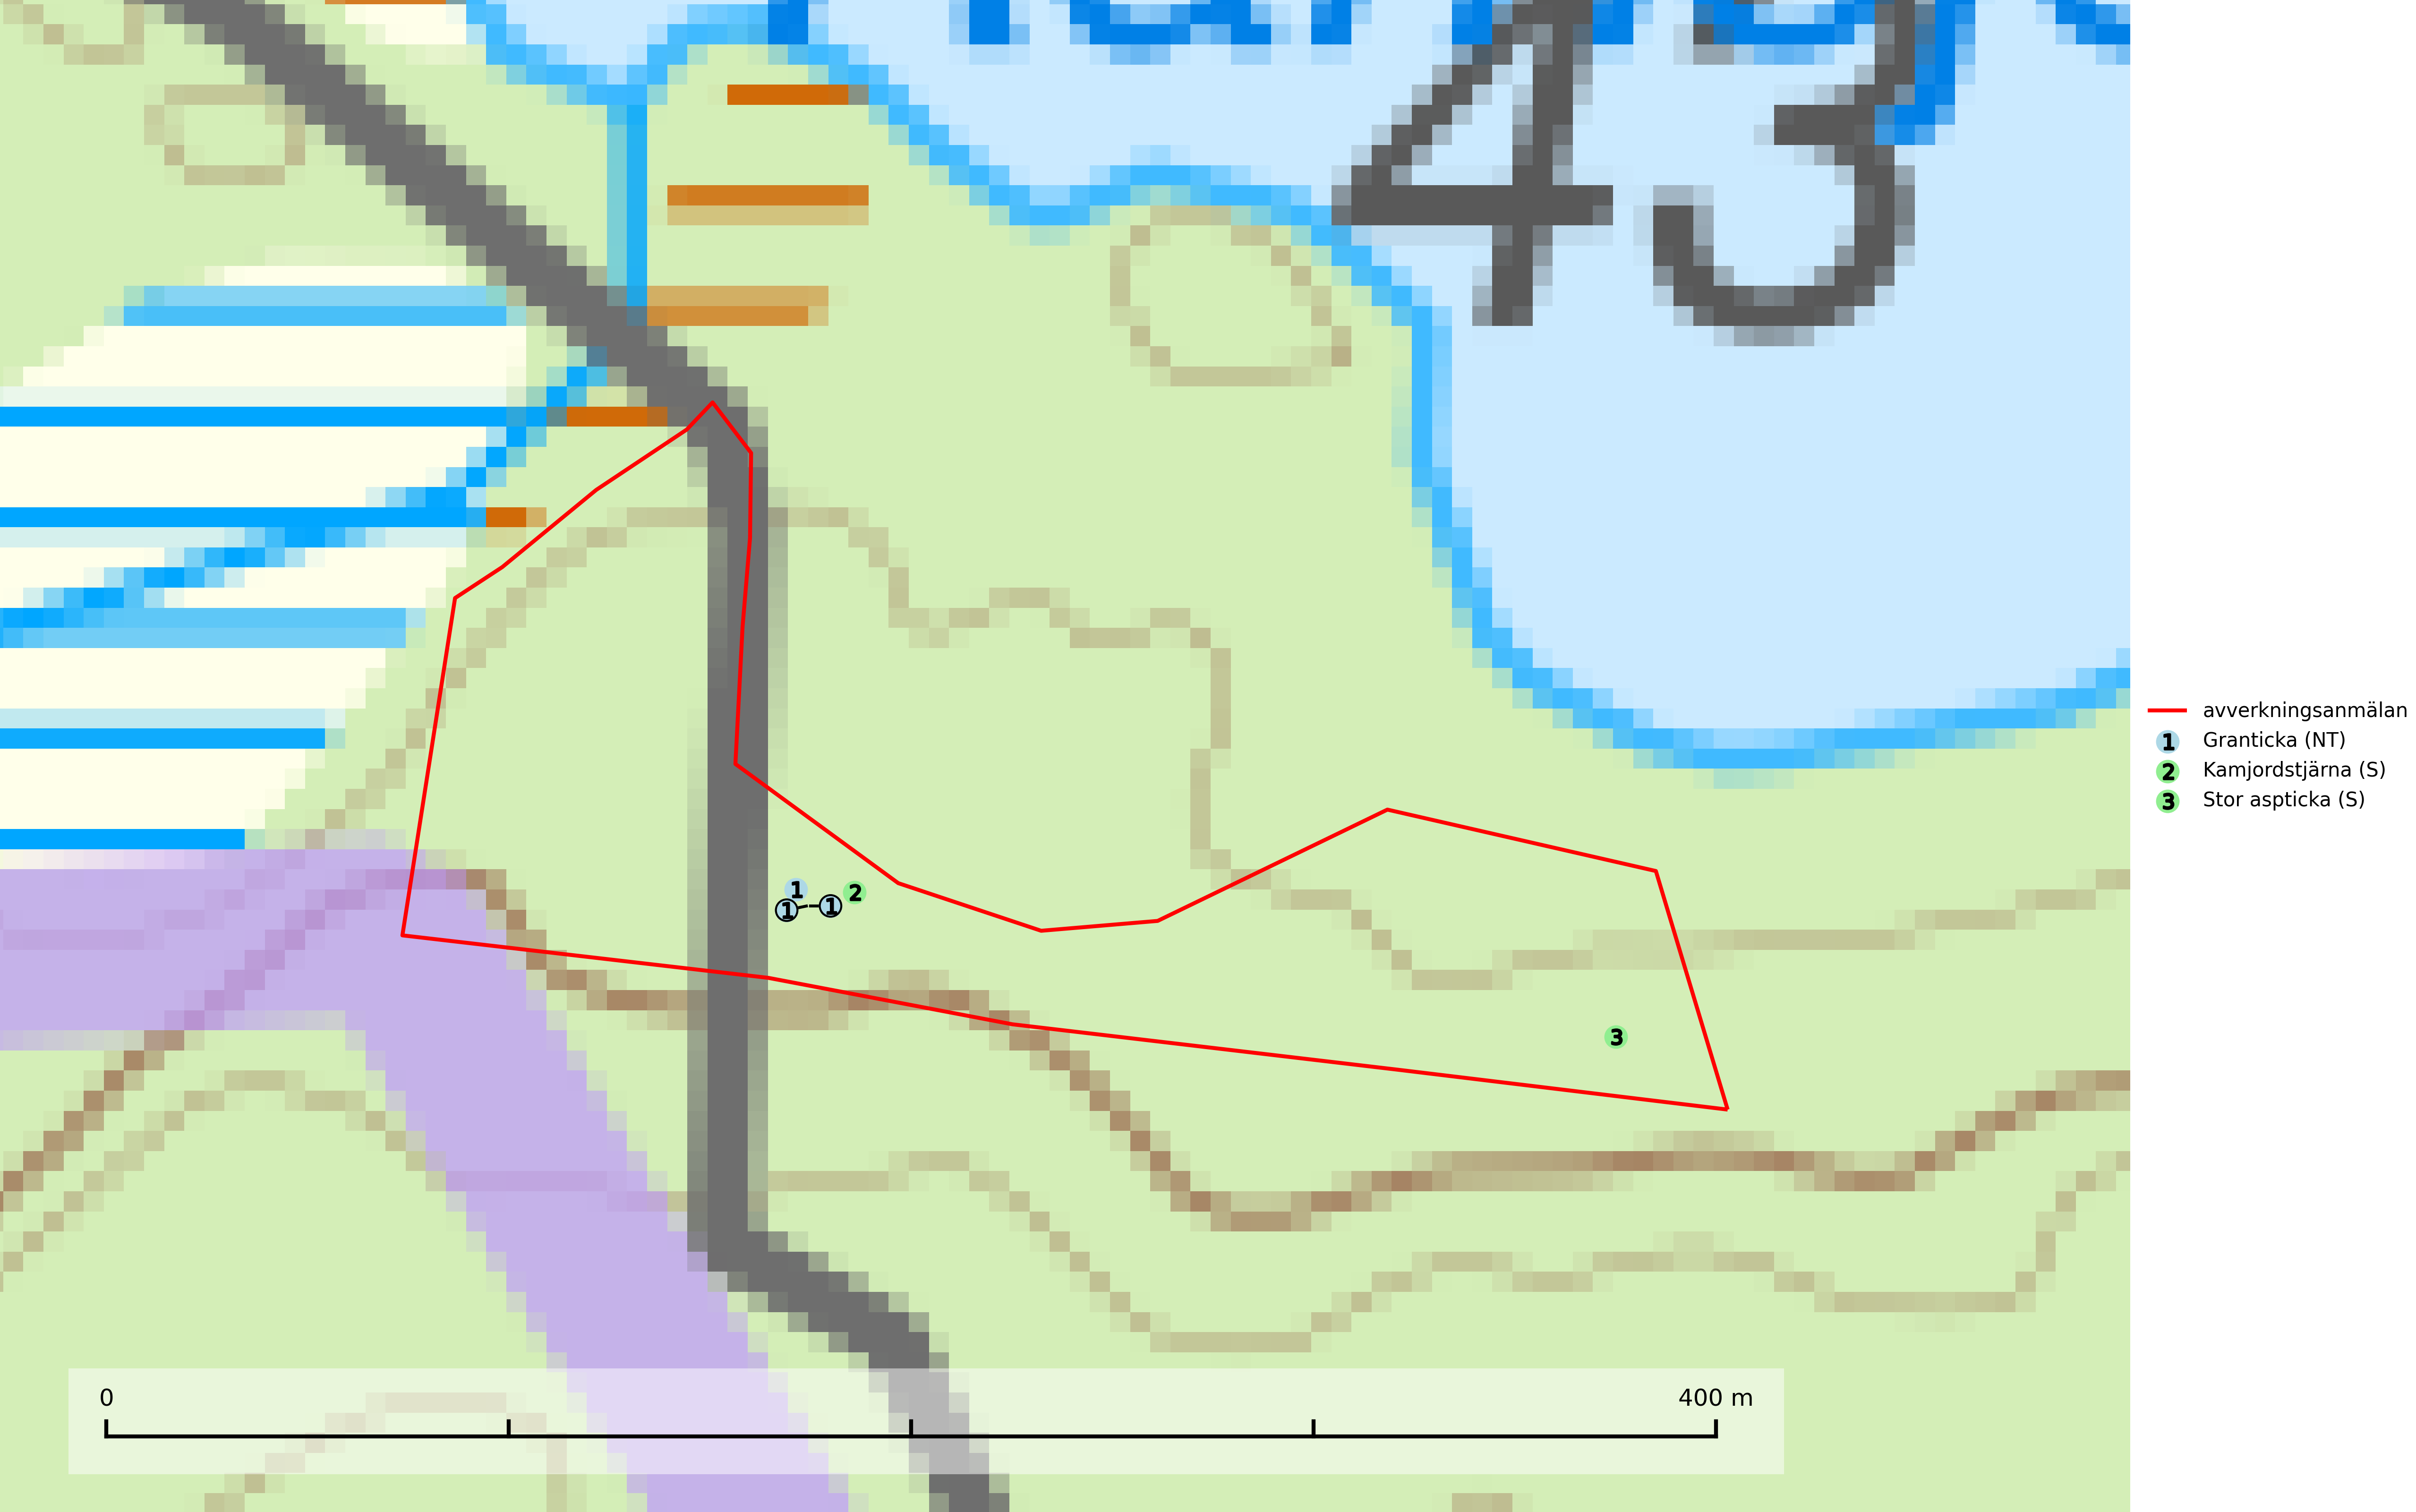 43
avverkningsanmälan
1 Granticka (NT)
2 Kamjordstjärna (S)
3 Stor aspticka (S)
1
2
1
1
3
0
400 m